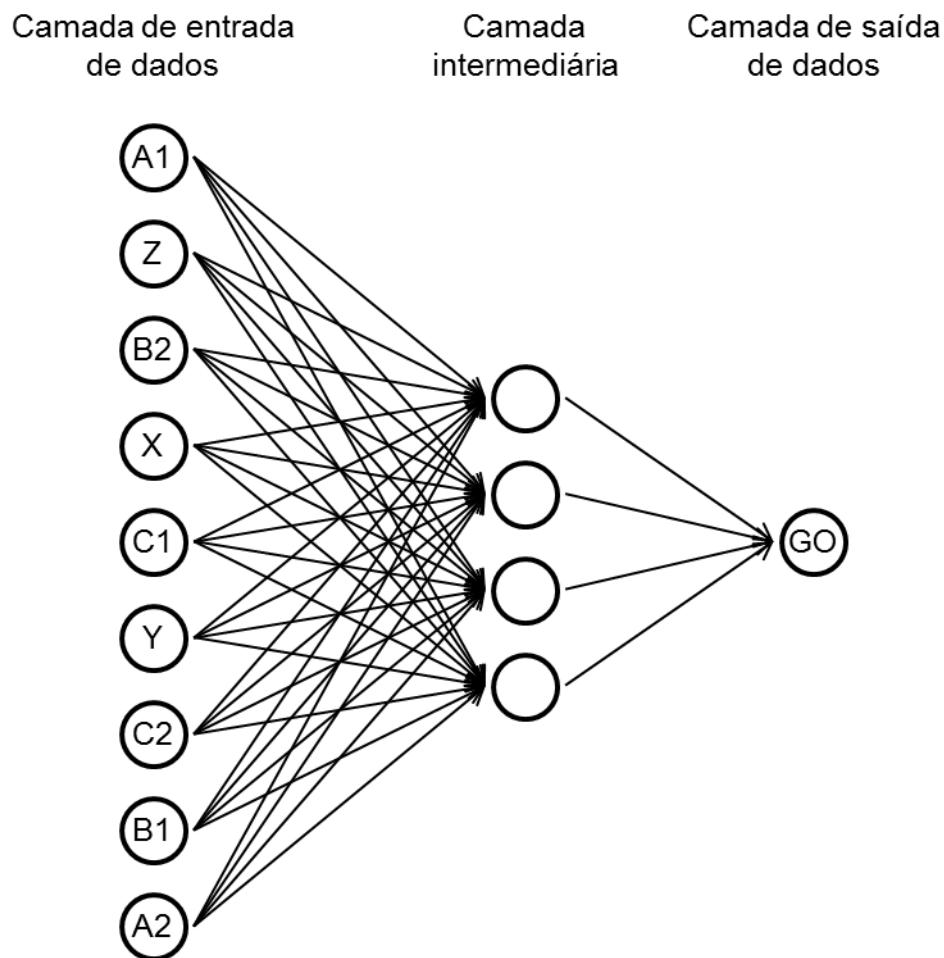 Camada de entrada
de dados
Camada
intermediária
Camada de saída
de dados
A1
Z
B2
X
C1
Y
C2
B1
A2
GO